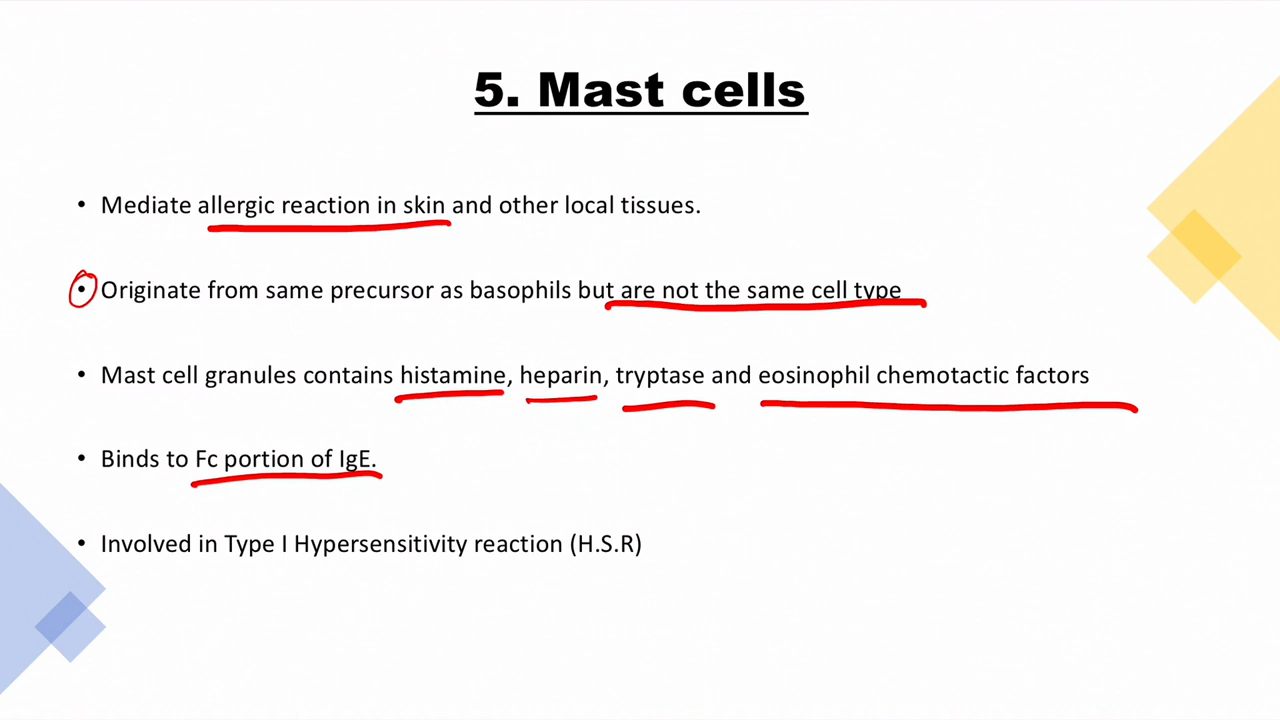 5. Mast cells
• Mediate allergic reaction in skin and other local tissues.
• Originate from same precursor as basophils but are not the same cell type
• Mast cell granules contains histamine, heparin, tryptase and eosinophil chemotactic factors
• Binds to Fc portion of IgE.
• Involved in Type I Hypersensitivity reaction (H.S.R)